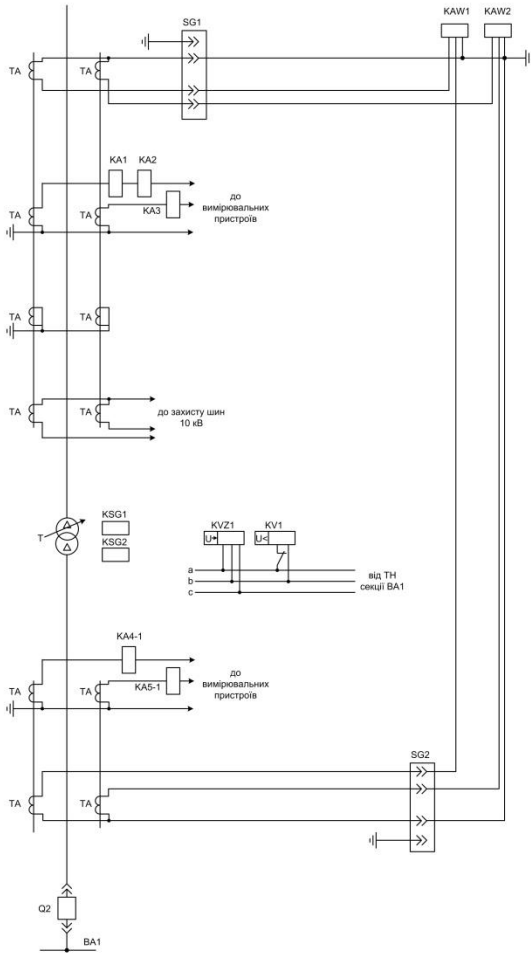 SG1
KAW1
KAW2
TA
TA
KA1
KA2
KA3
до
вимірювальних
пристроїв
TA
TA
TA
TA
TA
TA
до захисту шин
10 кВ
T
KSG1
KSG2
KVZ1
KV1
U
U<
a
b
c
від ТН
секції ВА1
KA4-1
KA5-1
до
вимірювальних
пристроїв
TA
TA
SG2
TA
TA
Q2
BA1